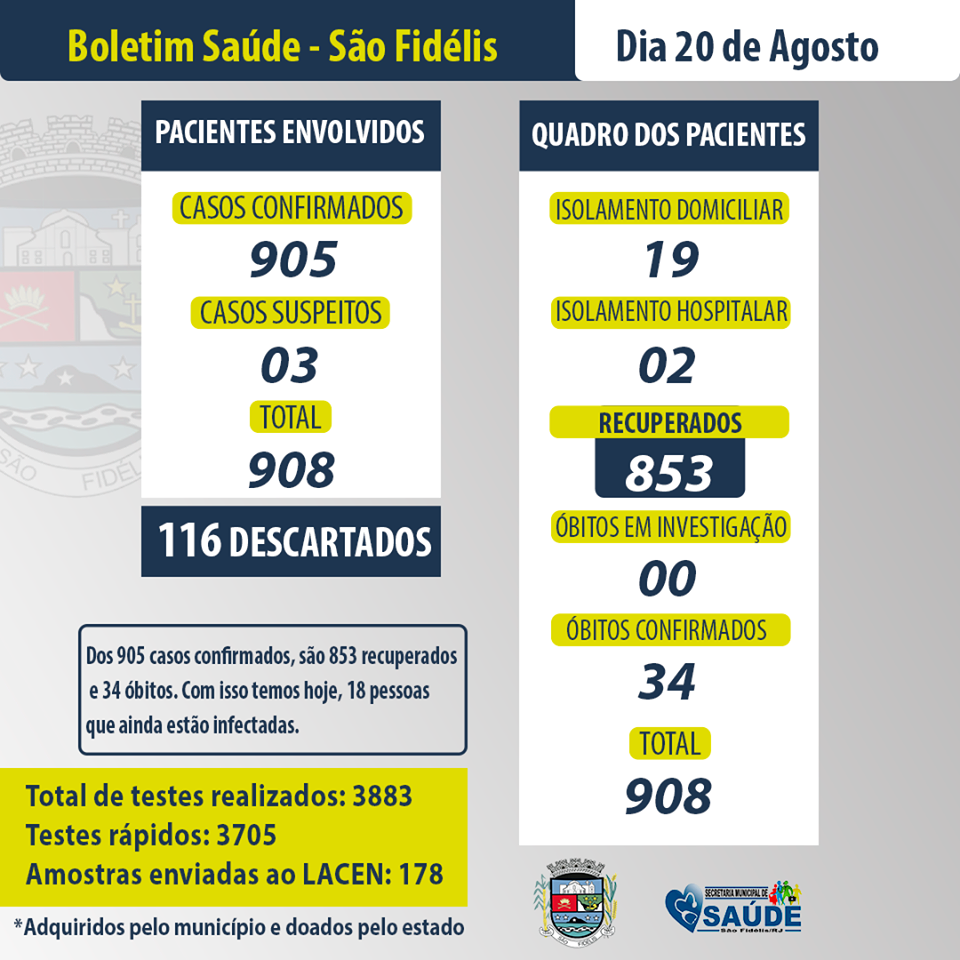 Boletim Saúde - São Fidélis
Dia 20 de Agosto
PACIENTES ENVOLVIDOS
CASOS CONFIRMADOS
905
CASOS SUSPEITOS
03
TOTAL
908
116 DESCARTADOS
Dos 905 casos confirmados, são 853 recuperados
e 34 óbitos. Com isso temos hoje, 18 pessoas
que ainda estão infectadas.
Total de testes realizados: 3883
Testes rápidos: 3705
Amostras enviadas ao LACEN: 178
*Adquiridos pelo município e doados pelo estado
QUADRO DOS PACIENTES
ISOLAMENTO DOMICILIAR
19
ISOLAMENTO HOSPITALAR
02
RECUPERADOS
853
ÓBITOS EM INVESTIGAÇÃO
00
ÓBITOS CONFIRMADOS
34
TOTAL
908
SÃO FIDÉLIS
SECRETARIA MUNICIPAL DE
SAÚDE
São Fidélis/RJ
SÃO FIDÉLIS